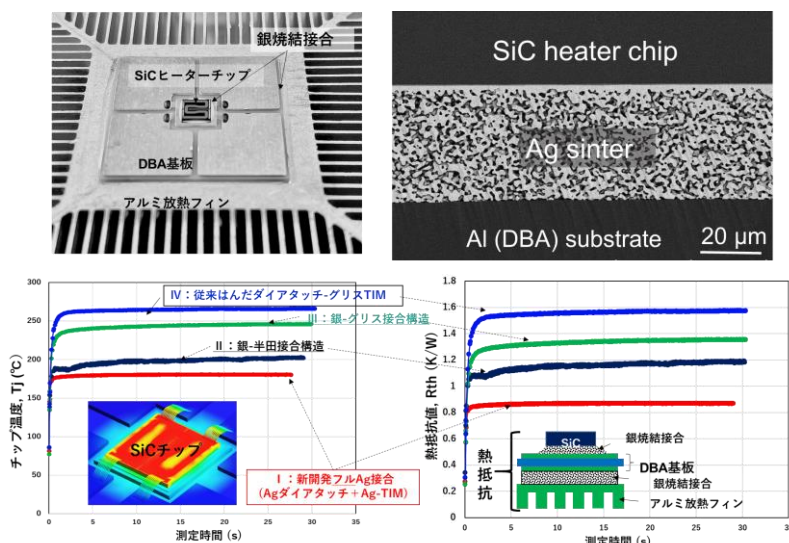 銀焼結接合
SiCヒーターチップ
DBA基板
アルミ放熱フィン
SiC heater chip
Ag sinter
Al (DBA) substrate
20 μm
チップ温度, Tj (℃)
300
250
200
150
100
50
0
0
5
10
15
20
25
30
35
測定時間 (s)
Ⅳ：従来はんだダイアタッチ-グリスTIM
Ⅲ：銀-グリス接合構造
Ⅱ：銀-半田接合構造
SiCチップ
Ⅰ：新開発フルAg接合
（Agダイアタッチ＋Ag-TIM）
熱抵抗値, Rth (K/W)
1.8
1.6
1.4
1.2
1
0.8
0.6
0.4
0.2
0
0
5
10
15
20
25
30
測定時間 (s)
熱抵抗
SiC
銀焼結接合
DBA基板
銀焼結接合
アルミ放熱フィン